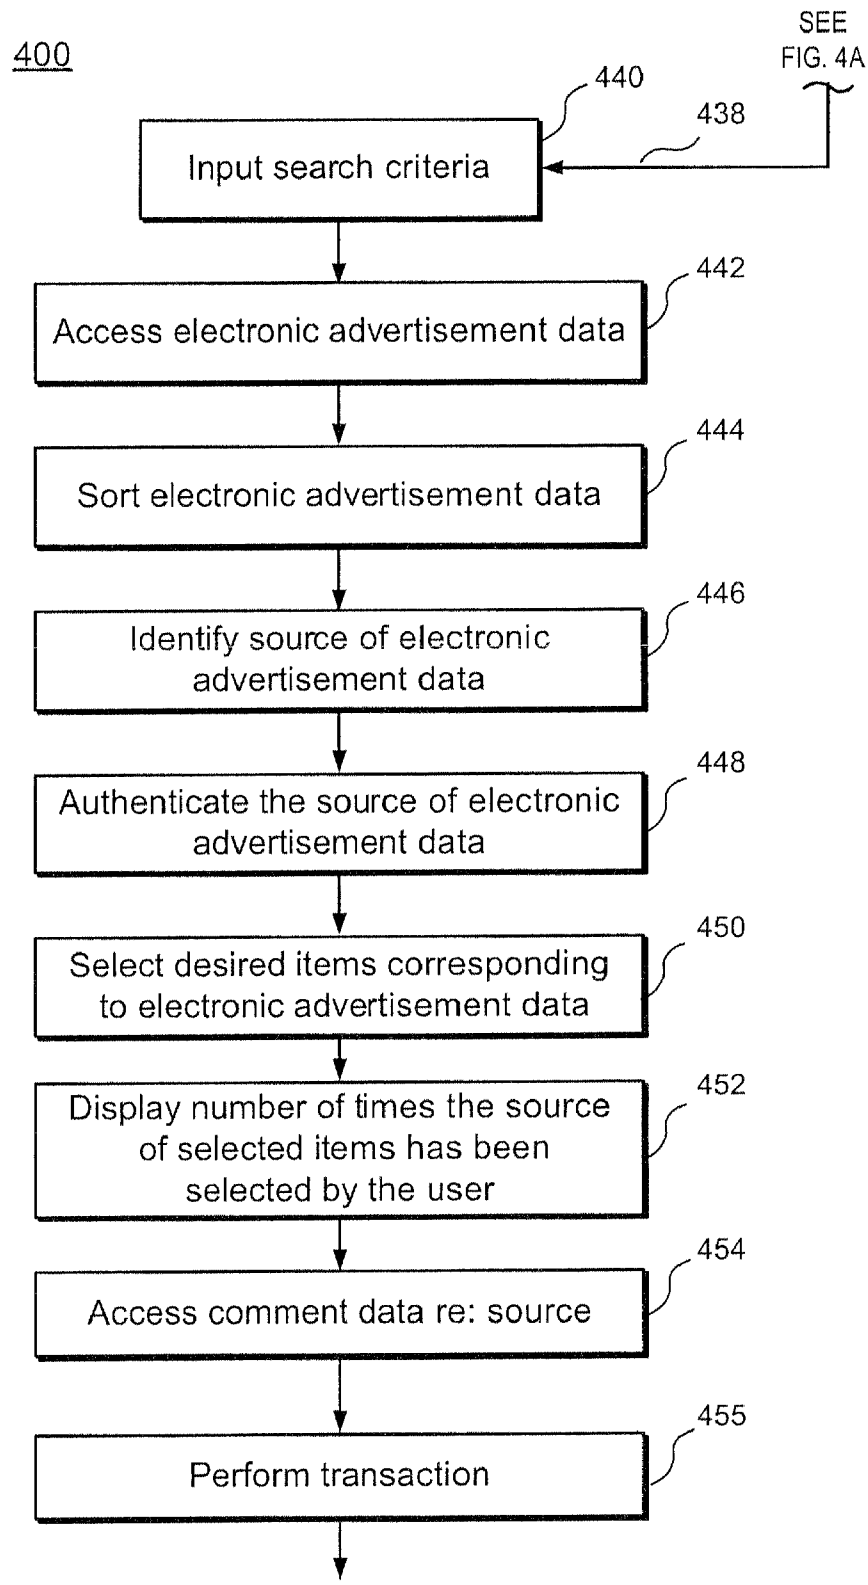 SEE
FIG. 4A
400
440
438
Input search criteria
442
Access electronic advertisement data
444
Sort electronic advertisement data
446
Identify source of electronic
advertisement data
448
Authenticate the source of electronic
advertisement data
450
Select desired items corresponding
to electronic advertisement data
452
Display number of times the source
of selected items has been
selected by the user
454
Access comment data re: source
455
Perform transaction